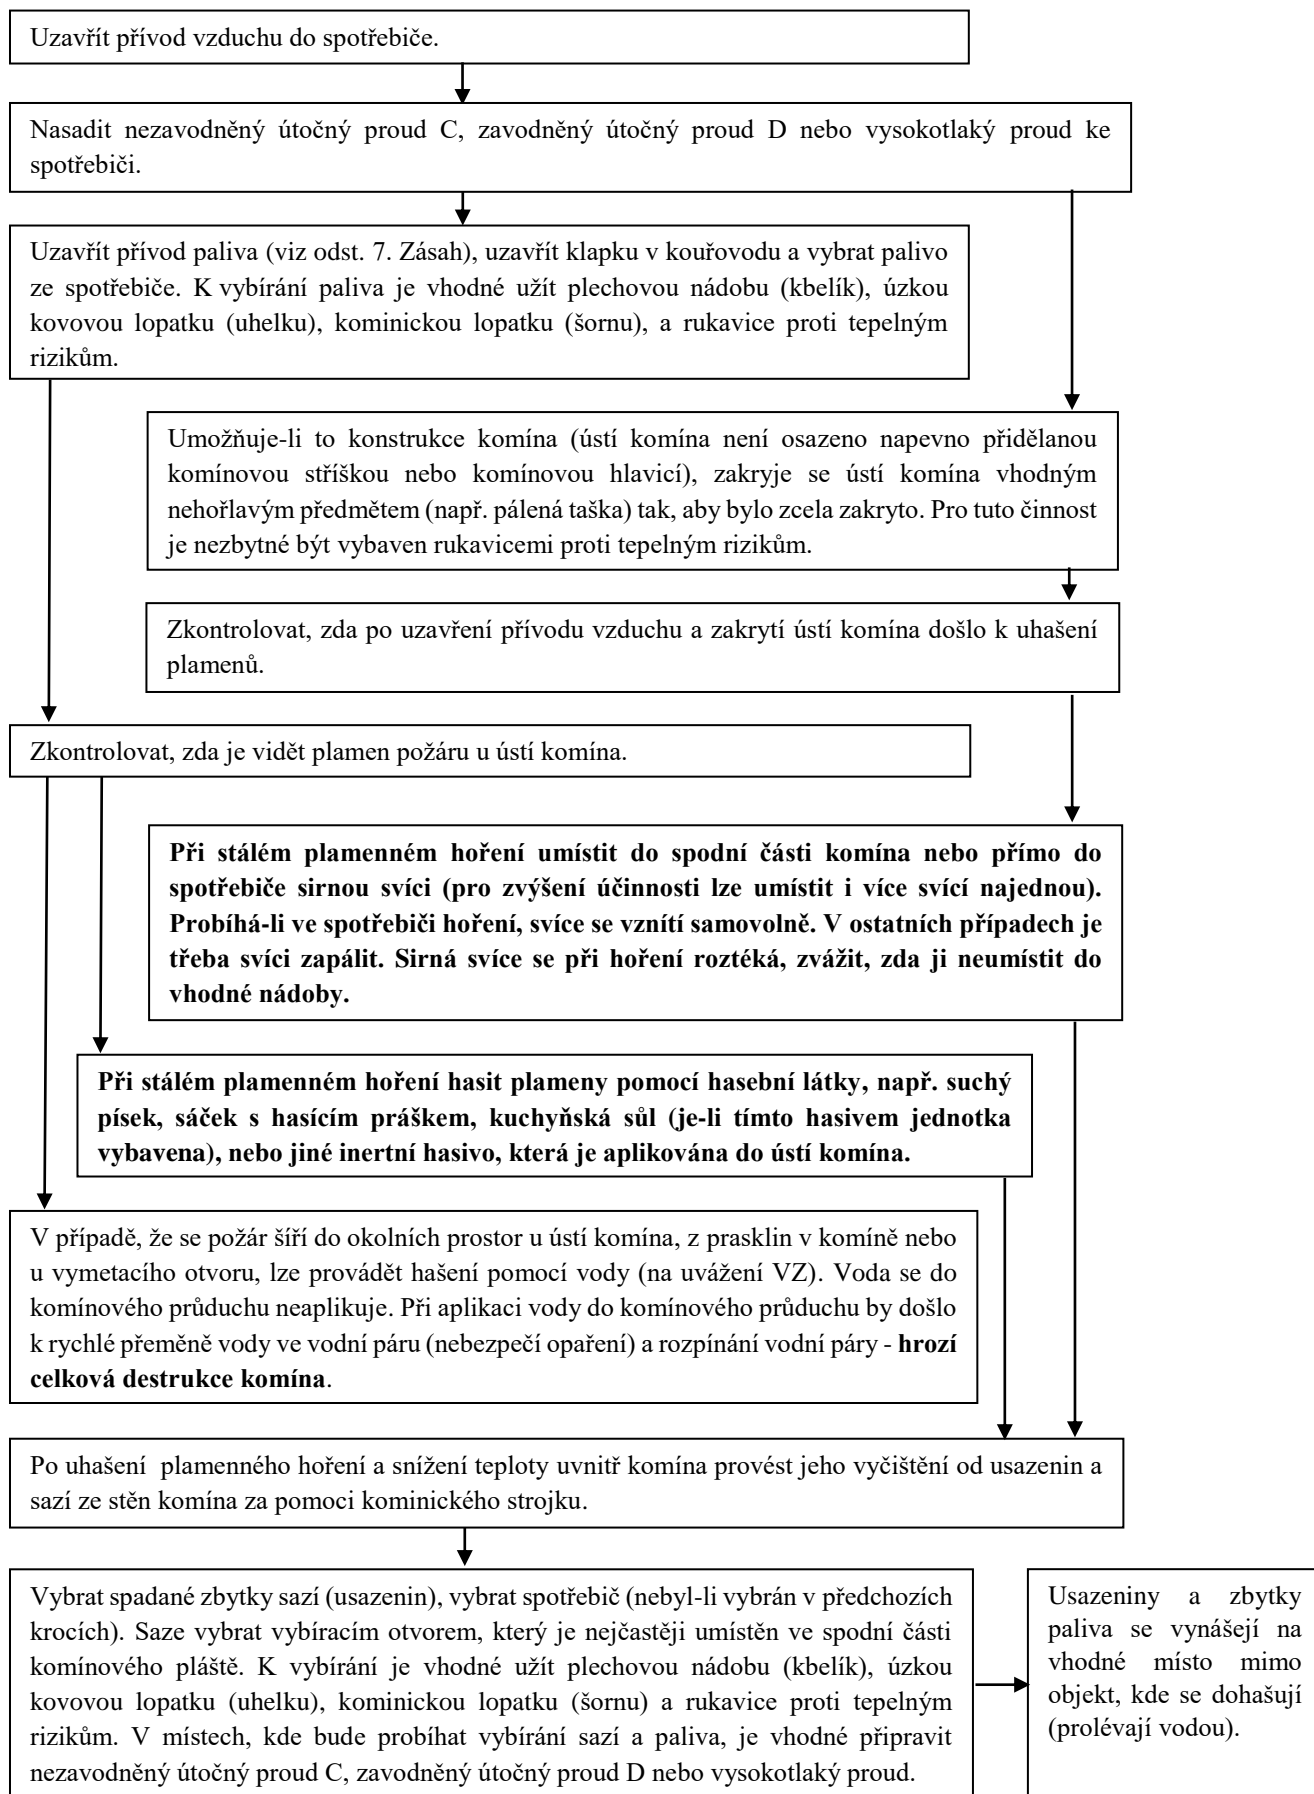 Uzavřít přívod vzduchu do spotřebiče.
Nasadit nezavodněný útočný proud C, zavodněný útočný proud D nebo vysokotlaký proud ke
spotřebiči.
Uzavřít přívod paliva (viz odst. 7. Zásah), uzavřít klapku v kouřovodu a vybrat palivo
ze spotřebiče. K vybírání paliva je vhodné užít plechovou nádobu (kbelík), úzkou
kovovou lopatku (uhelku), kominickou lopatku (šornu), a rukavice proti tepelným
rizikům.
Umožňuje-li to konstrukce komína (ústí komína není osazeno napevno přidělanou
komínovou stříškou nebo komínovou hlavicí), zakryje se ústí komína vhodným
nehořlavým předmětem (např. pálená taška) tak, aby bylo zcela zakryto. Pro tuto činnost
je nezbytné být vybaven rukavicemi proti tepelným rizikům.
Zkontrolovat, zda po uzavření přívodu vzduchu a zakrytí ústí komína došlo k uhašení
plamenů.
Zkontrolovat, zda je vidět plamen požáru u ústí komína.
Při stálém plamenném hoření umístit do spodní části komína nebo přímo do
spotřebiče sirnou svíci (pro zvýšení účinnosti lze umístit i více svící najednou).
Probíhá-li ve spotřebiči hoření, svíce se vznítí samovolně. V ostatních případech je
třeba svíci zapálit. Sirná svíce se při hoření roztéká, zvážit, zda ji neumístit do
vhodné nádoby.
Při stálém plamenném hoření hasit plameny pomocí hasební látky, např. suchý
písek, sáček s hasícím práškem, kuchyňská sůl (je-li tímto hasivem jednotka
vybavena), nebo jiné inertní hasivo, která je aplikována do ústí komína.
V případě, že se požár šíří do okolních prostor u ústí komína, z prasklin v komíně nebo
u vymetacího otvoru, lze provádět hašení pomocí vody (na uvážení VZ). Voda se do
komínového průduchu neaplikuje. Při aplikaci vody do komínového průduchu by došlo
k rychlé přeměně vody ve vodní páru (nebezpečí opaření) a rozpínání vodní páry - hrozí
celková destrukce komína.
Po uhašení plamenného hoření a snížení teploty uvnitř komína provést jeho vyčištění od usazenin a
sazí ze stěn komína za pomoci kominického strojku.
Vybrat spadané zbytky sazí (usazenin), vybrat spotřebič (nebyl-li vybrán v předchozích
krocích). Saze vybrat vybíracím otvorem, který je nejčastěji umístěn ve spodní části
komínového pláště. K vybírání je vhodné užít plechovou nádobu (kbelík), úzkou
kovovou lopatku (uhelku), kominickou lopatku (šornu) a rukavice proti tepelným
rizikům. V místech, kde bude probíhat vybírání sazí a paliva, je vhodné připravit
nezavodněný útočný proud C, zavodněný útočný proud D nebo vysokotlaký proud.
Usazeniny a zbytky
paliva se vynášejí na
vhodné místo mimo
objekt, kde se dohašují
(prolévají vodou).